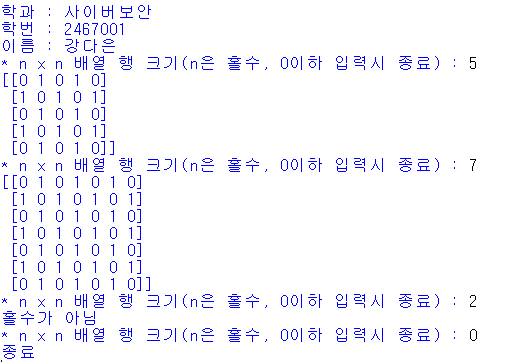 학과 : 사이버보안
학번 : 2467001
이름 : 강다은
* n x n 배열 행 크기(n은 홀수, 0이하 입력시 종료) : 5
[[0 1 0 1 0]
 [1 0 1 0 1]
 [0 1 0 1 0]
 [1 0 1 0 1]
 [0 1 0 1 0]]
* n x n 배열 행 크기(n은 홀수, 0이하 입력시 종료) : 7
[[0 1 0 1 0 1 0]
 [1 0 1 0 1 0 1]
 [0 1 0 1 0 1 0]
 [1 0 1 0 1 0 1]
 [0 1 0 1 0 1 0]
 [1 0 1 0 1 0 1]
 [0 1 0 1 0 1 0]]
* n x n 배열 행 크기(n은 홀수, 0이하 입력시 종료) : 2
홀수가 아님
* n x n 배열 행 크기(n은 홀수, 0이하 입력시 종료) : 0
종료